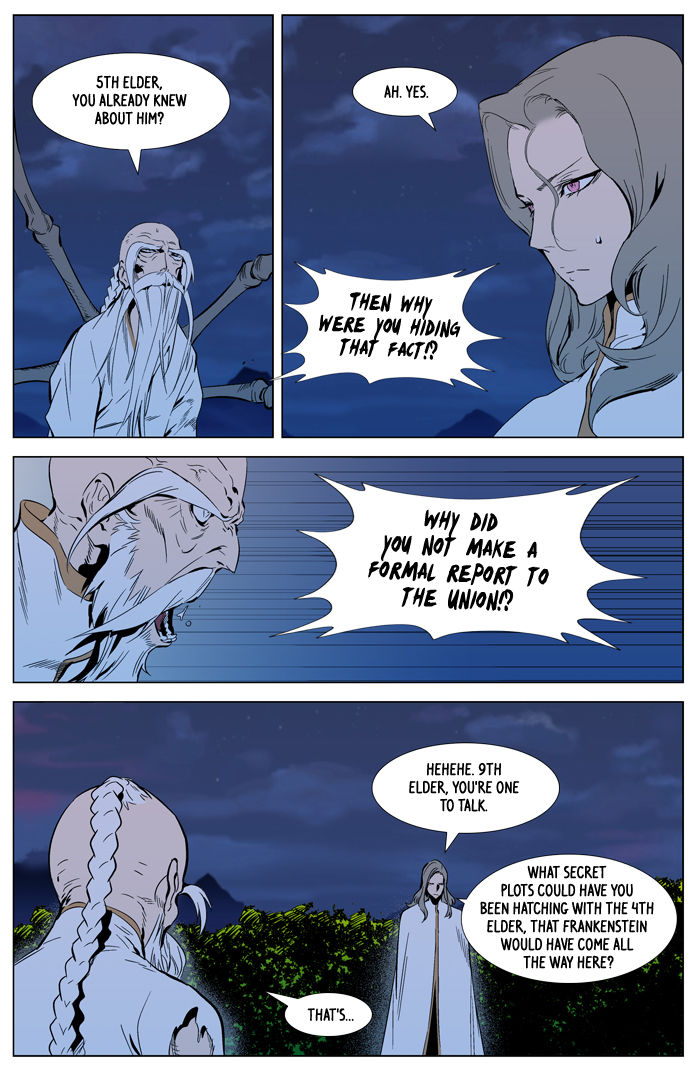 5TH ELDER,
YOU ALREADY KNEW
ABOUT HIM?
AH. YES.
THEN WHY
WERE YOU HIDING
THAT FACT!?
WHY DID
YOU NOT MAKE A
FORMAL REPORT TO
THE UNION!?
HEHEHE. 9TH
ELDER, YOU'RE ONE
TO TALK.
WHAT SECRET
PLOTS COULD HAVE YOU
BEEN HATCHING WITH THE 4TH
ELDER, THAT FRANKENSTEIN
WOULD HAVE COME ALL
THE WAY HERE?
THAT'S...